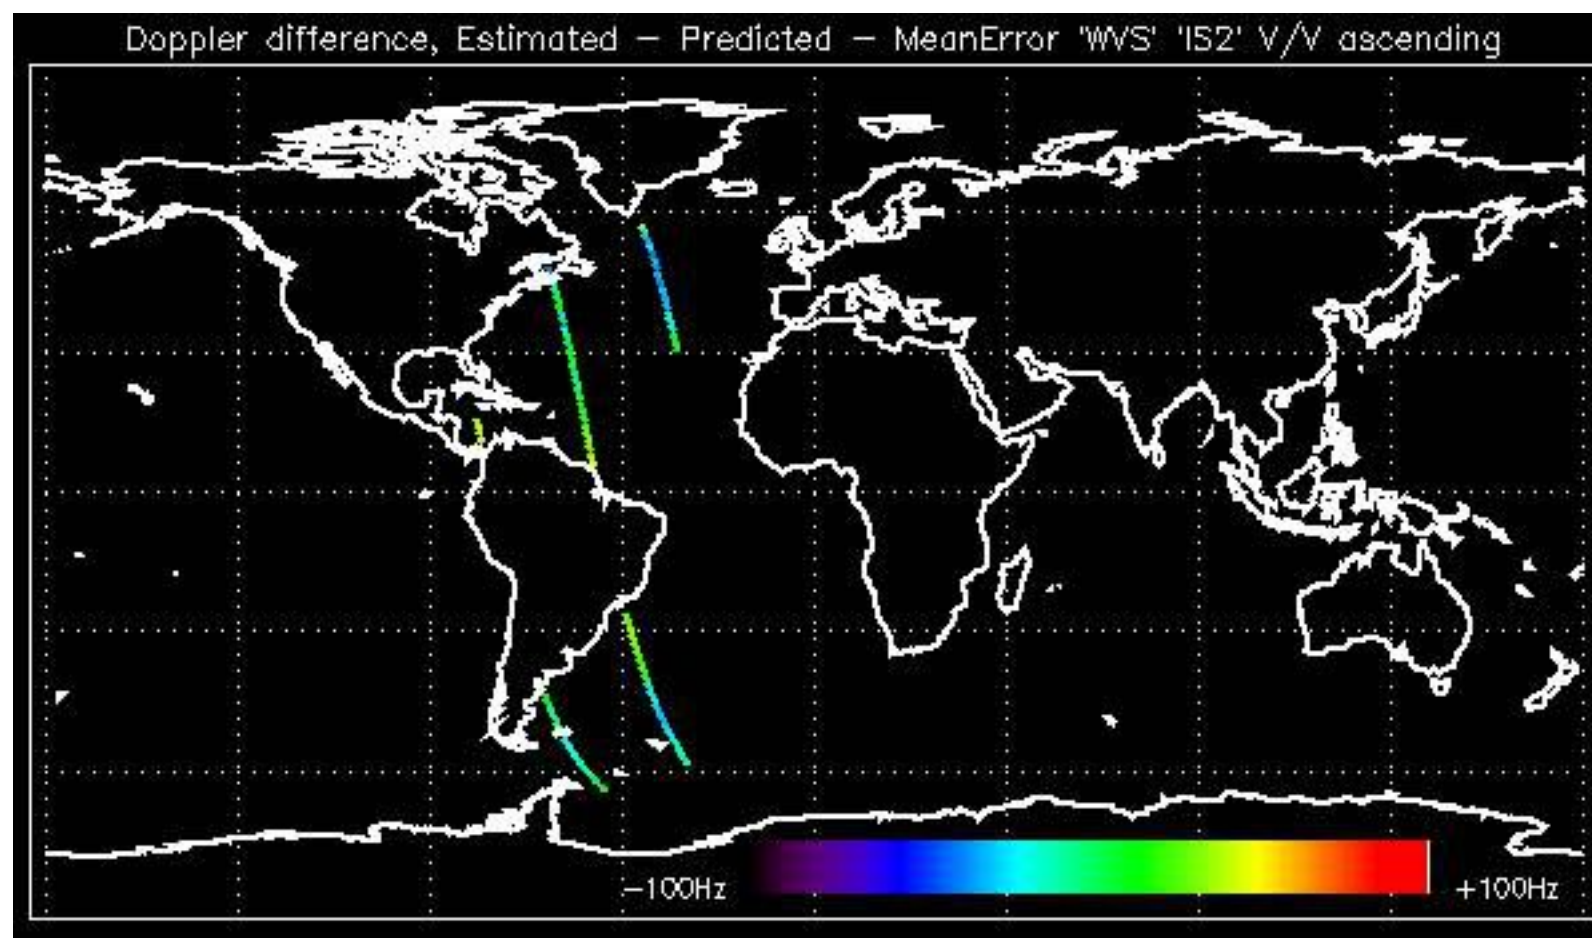 Doppler difference, Estimated – Predicted – MeanError 'WVS' 'IS2' V/V ascending
−100Hz +100Hz